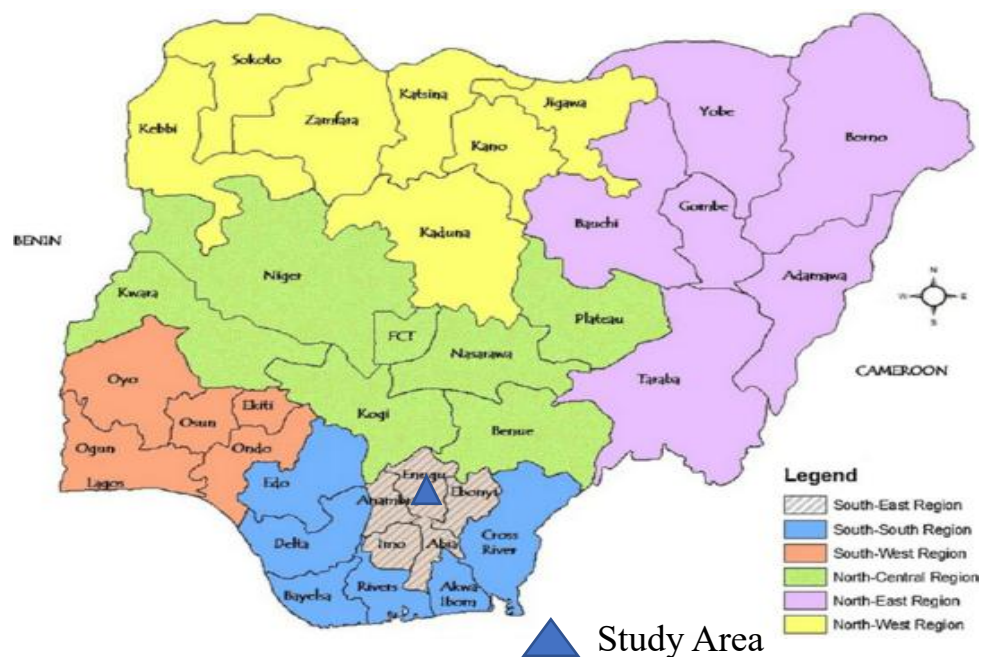 Sokoto
Katsina
Jigawa
Yobe
Kebbi
Zamfara
Kano
Borno
Gombe
Bauchi
BENIN
Kaduna
Niger
Adamawa
N
W E
S
Kwara
Plateau
FCT
Nasarawa
Taraba
CAMEROON
Oyo
Ekiti
Osun
Kogi
Benue
Ogun
Ondo
Lagos
Edo
Enugu
Ebonyi
Anambra
Delta
Imo
Abia
Cross
River
Bayelsa
Rivers
Akwa
Ibom
Legend
South-East Region
South-South Region
South-West Region
North-Central Region
North-East Region
North-West Region
Study Area